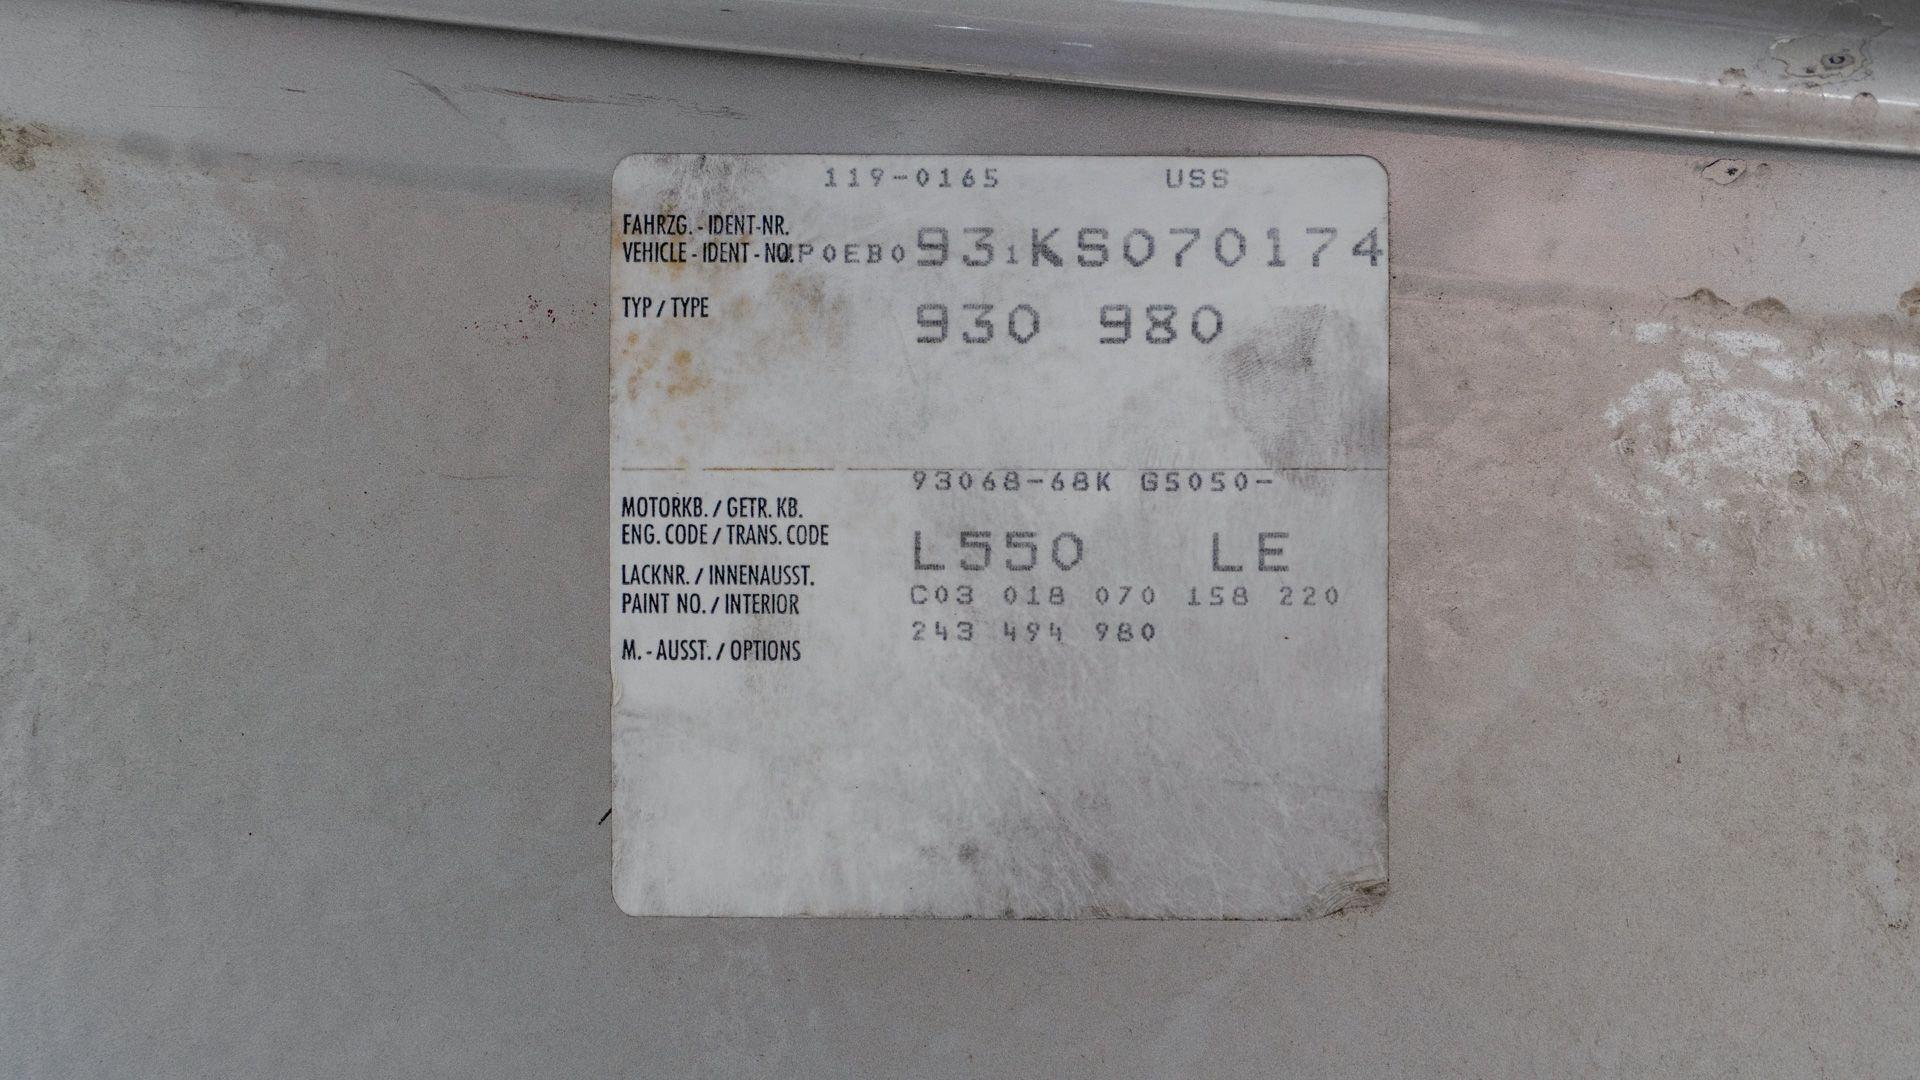 119-0165 USS
FAHRZG. - IDENT-NR.
VEHICLE - IDENT - NO. WP0EB0931KS070174
TYP / TYPE 930 980
93068-68K G5050-
MOTORKB. / GETR. KB.
ENG. CODE / TRANS. CODE L550 LE
LACKNR. / INNENAUSST. C03 018 070 158 220
PAINT NO. / INTERIOR
243 494 980
M. - AUSST. / OPTIONS